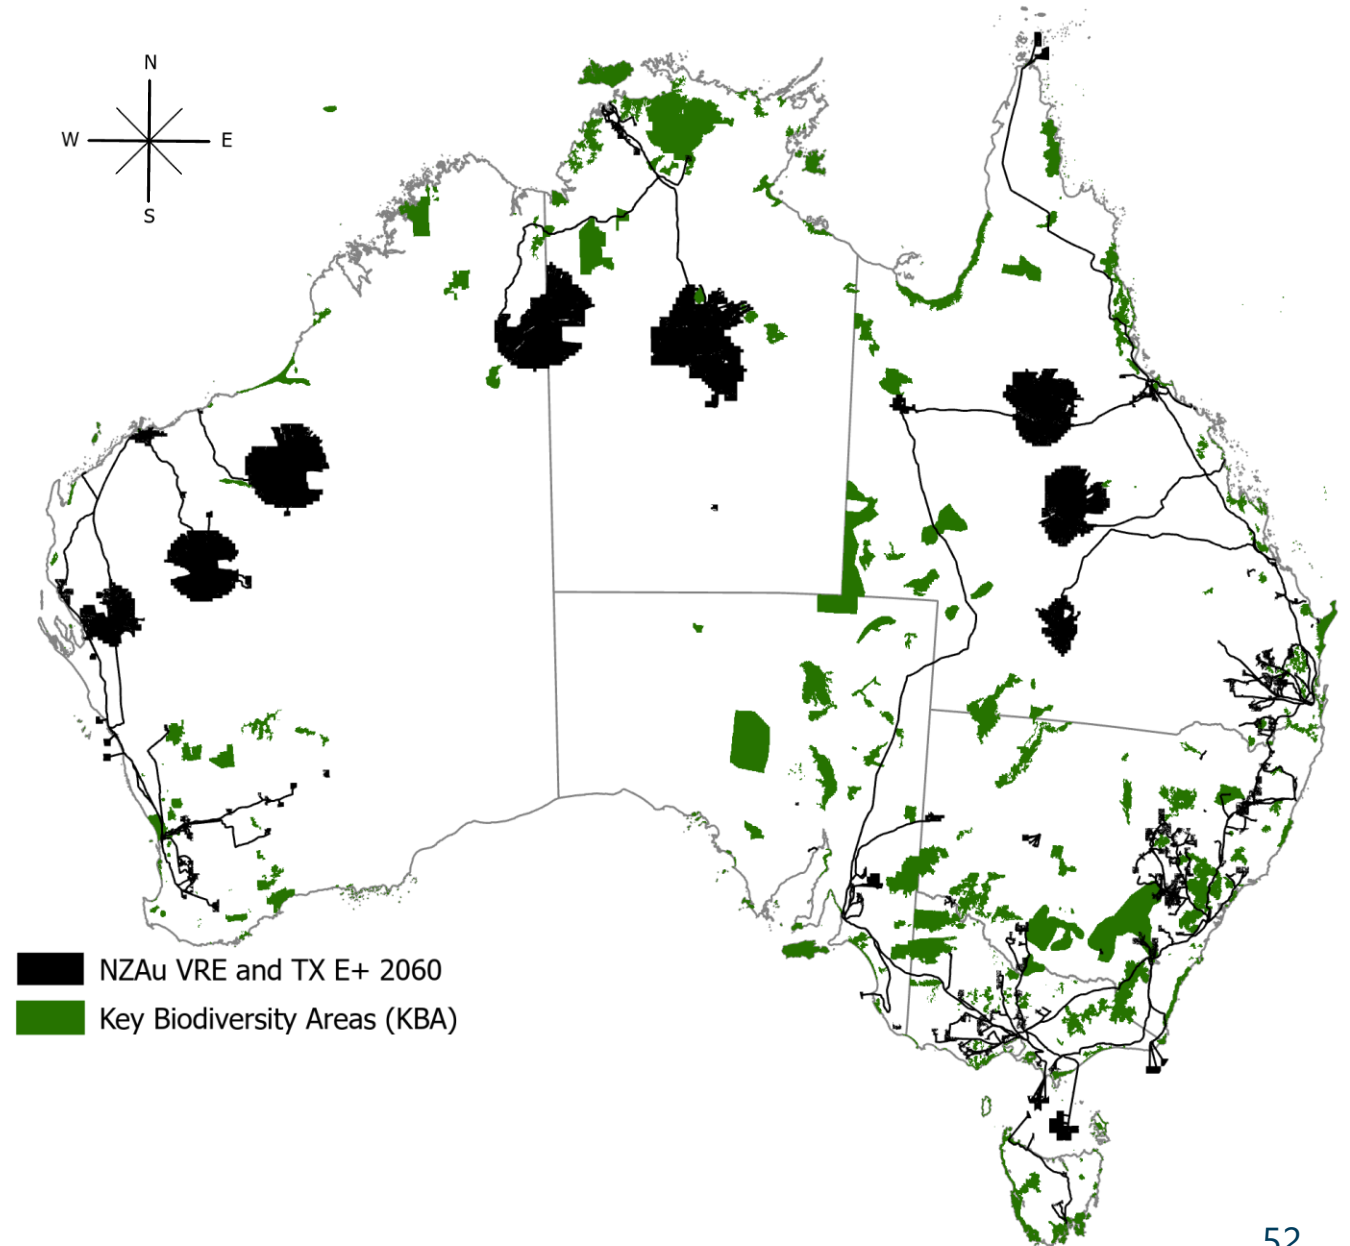 N
W E
S
NZAu VRE and TX E+ 2060
Key Biodiversity Areas (KBA)
52